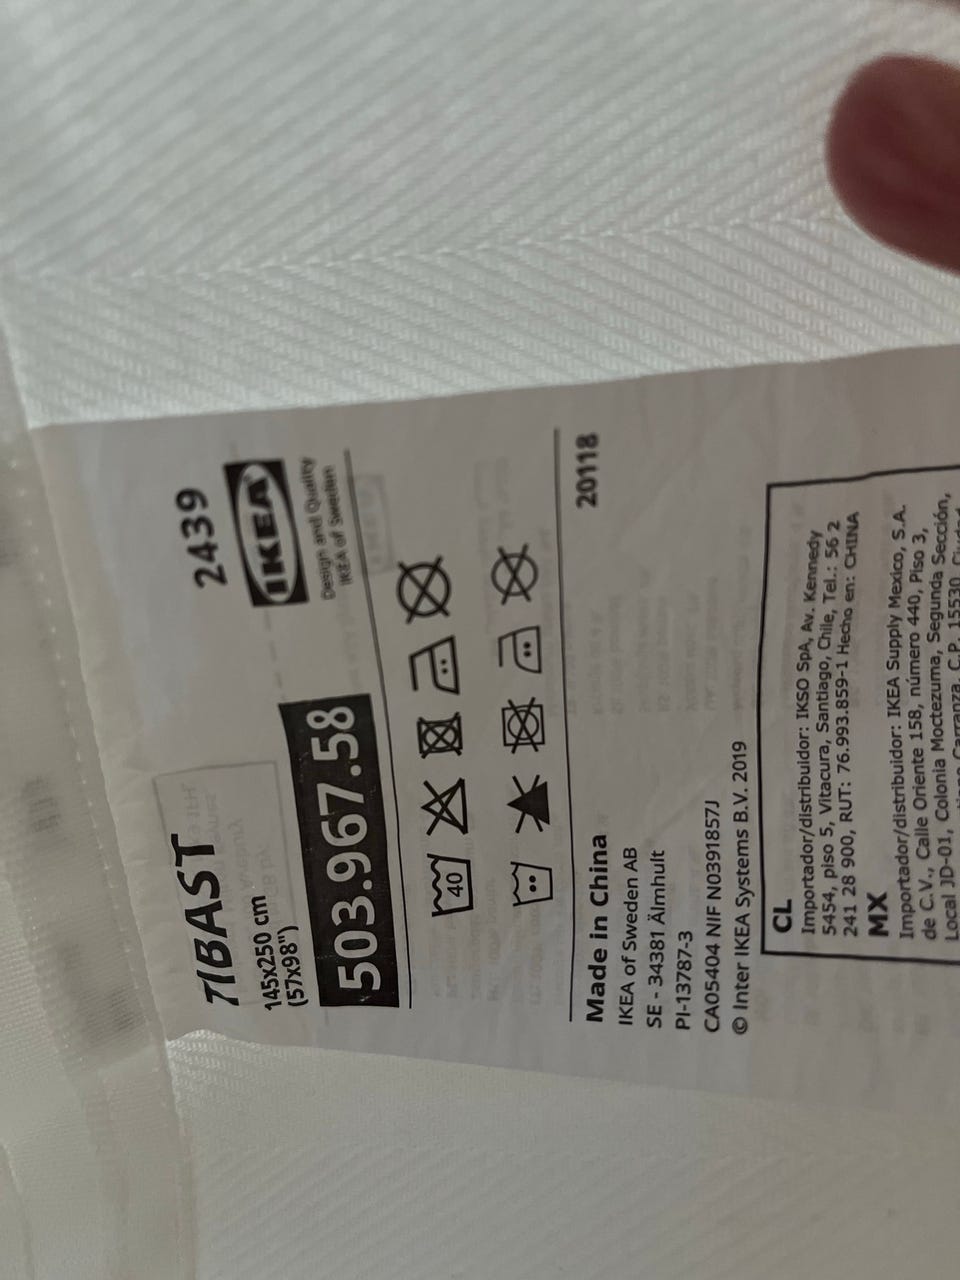 TIBAST
2439
145x250 cm
(57x98")
IKEA
Design and Quality
IKEA of Sweden
503.967.58
40
Made in China
20118
IKEA of Sweden AB
SE - 34381 Älmhult
PI-13787-3
CA05404 NIF N0391857J
© Inter IKEA Systems B.V. 2019
CL
Importador/distribuidor: IKSO SpA, Av. Kennedy
5454, piso 5, Vitacura, Santiago, Chile, Tel.: 56 2
241 28 900, RUT: 76.993.859-1 Hecho en: CHINA
MX
Importador/distribuidor: IKEA Supply Mexico, S.A.
de C.V., Calle Oriente 158, número 440, Piso 3,
Local JD-01, Colonia Moctezuma, Segunda Sección,
Carranza, C.P. 15530, Ciudad